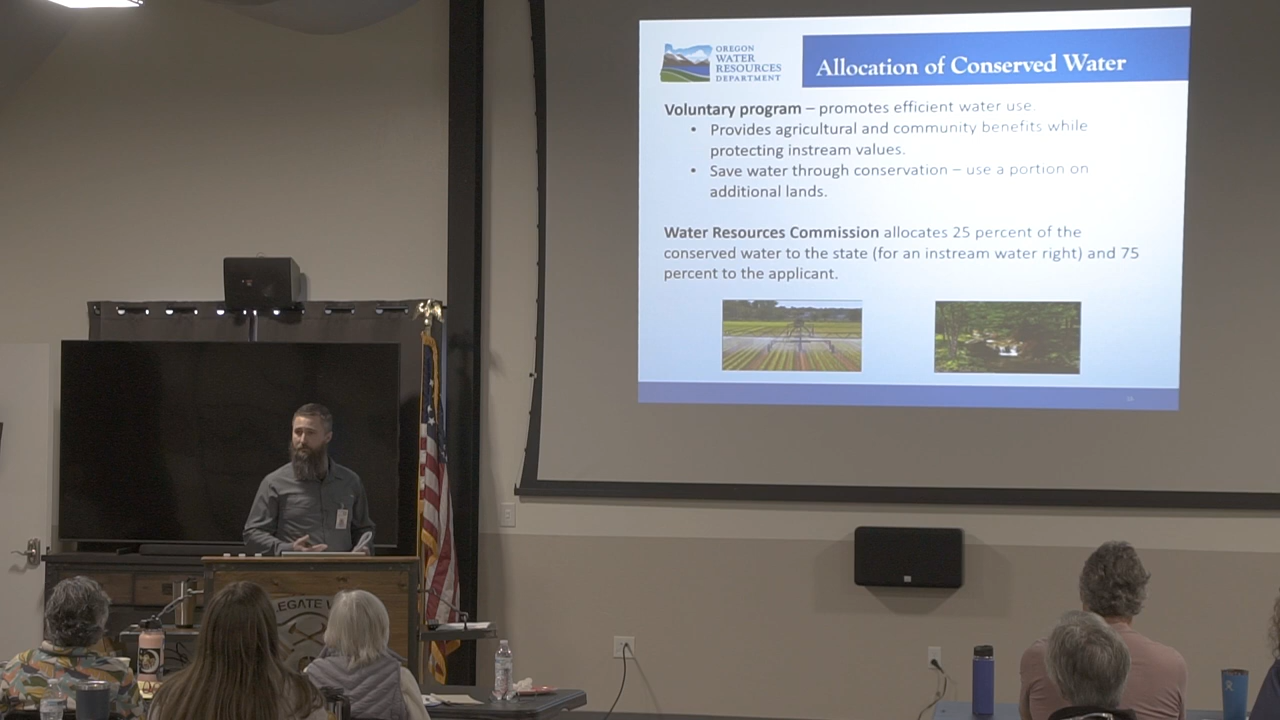 OREGON
WATER
RESOURCES
DEPARTMENT
Allocation of Conserved Water
Voluntary program – promotes efficient water use.
• Provides agricultural and community benefits while
protecting instream values.
• Save water through conservation – use a portion on
additional lands.
Water Resources Commission allocates 25 percent of the
conserved water to the state (for an instream water right) and 75
percent to the applicant.